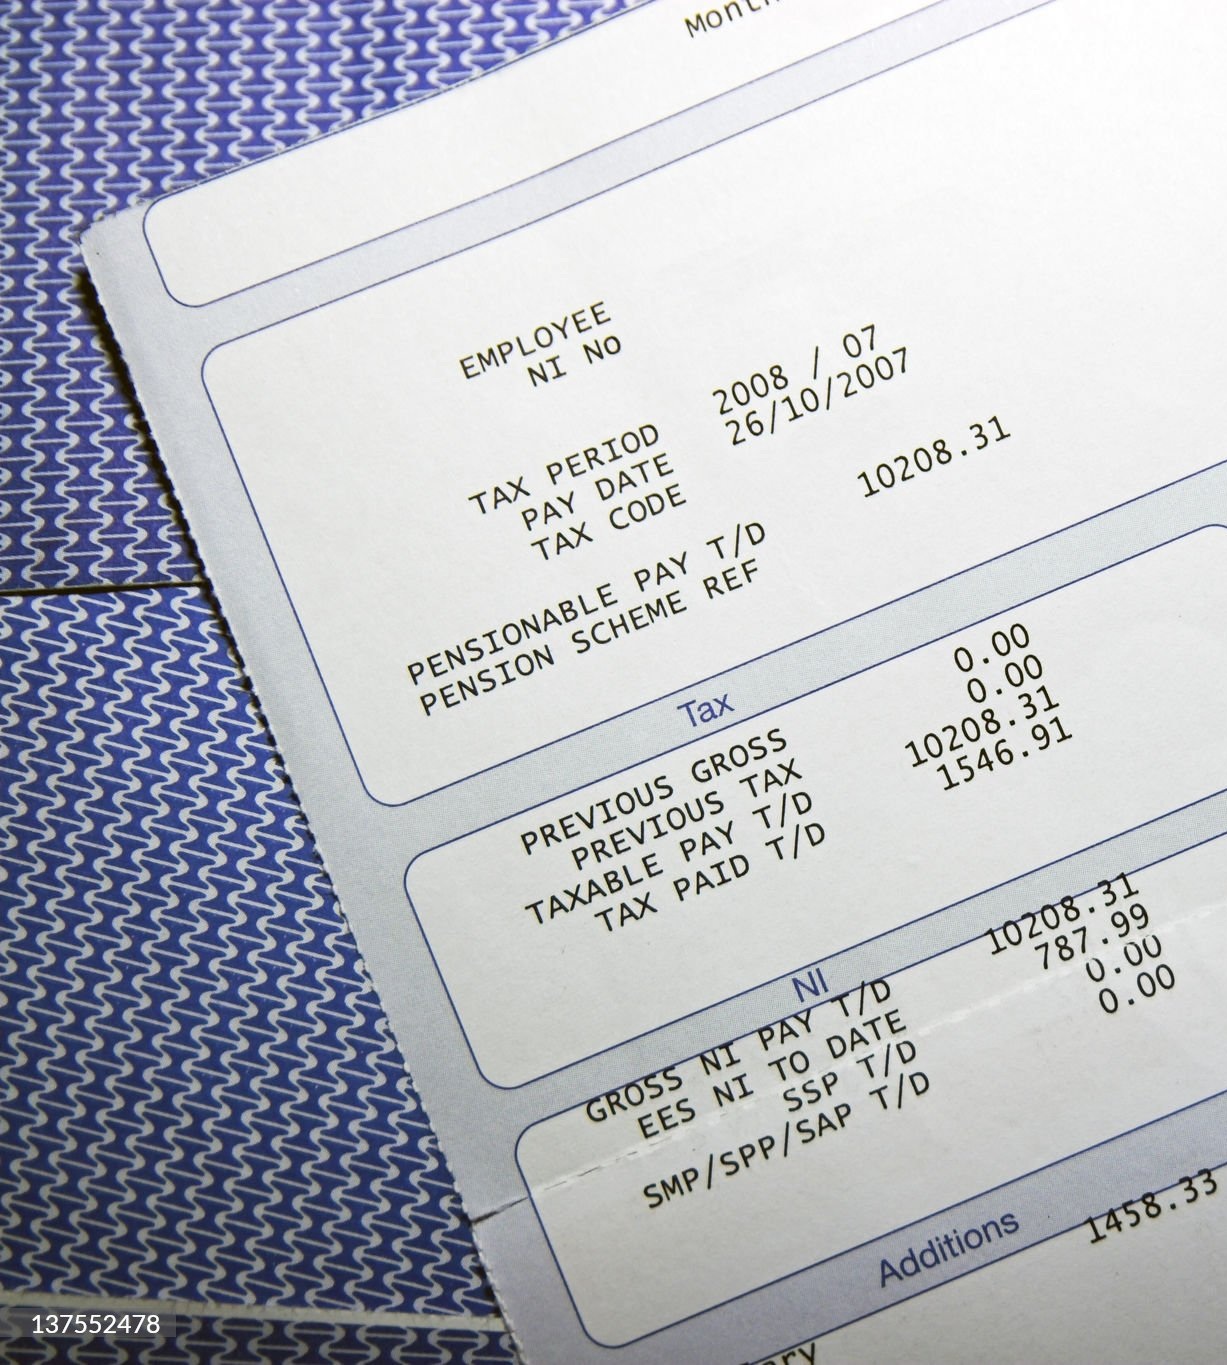 EMPLOYEE
NI NO
TAX PERIOD 2008 / 07
PAY DATE 26/10/2007
TAX CODE
PENSIONABLE PAY T/D 10208.31
PENSION SCHEME REF
Tax
PREVIOUS GROSS 0.00
PREVIOUS TAX 0.00
TAXABLE PAY T/D 10208.31
TAX PAID T/D 1546.91
NI
GROSS NI PAY T/D 10208.31
EES NI TO DATE 787.99
SSP T/D 0.00
SMP/SPP/SAP T/D 0.00
Additions
1458.33
137552478